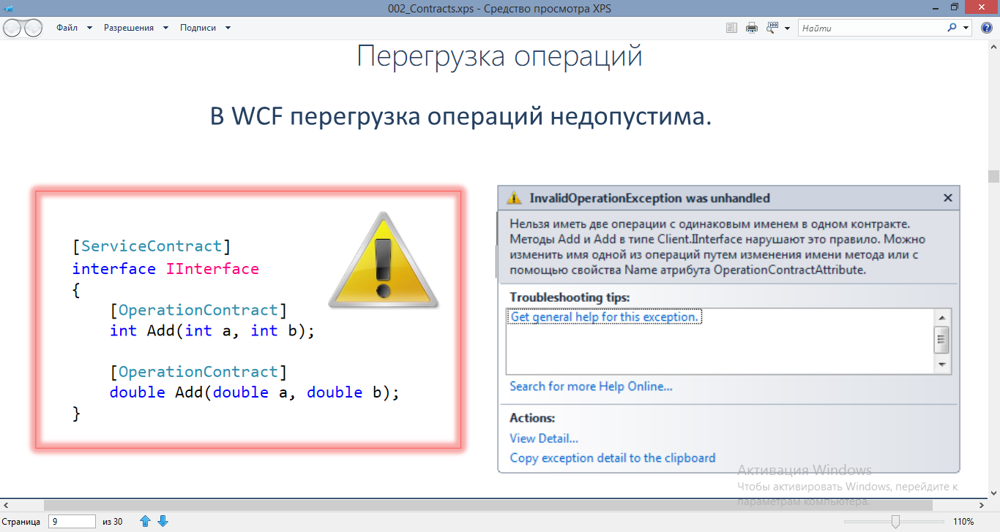 002_Contracts.xps - Средство просмотра XPS
Файл Разрешения Подписи
100
Найти
?
Перегрузка операций
В WCF перегрузка операций недопустима.
[ServiceContract]
interface IInterface
{
[OperationContract]
int Add(int a, int b);
[OperationContract]
double Add(double a, double b);
}
InvalidOperationException was unhandled
Нельзя иметь две операции с одинаковым именем в одном контракте.
Методы Add и Add в типе Client.IInterface нарушают это правило. Можно
изменить имя одной из операций путем изменения имени метода или с
помощью свойства Name атрибута OperationContractAttribute.
Troubleshooting tips:
Get general help for this exception.
Search for more Help Online...
Actions:
View Detail...
Copy exception detail to the clipboard
Активация Windows
Чтобы активировать Windows, перейдите к
параметрам компьютера.
Страница 9 из 30
110%